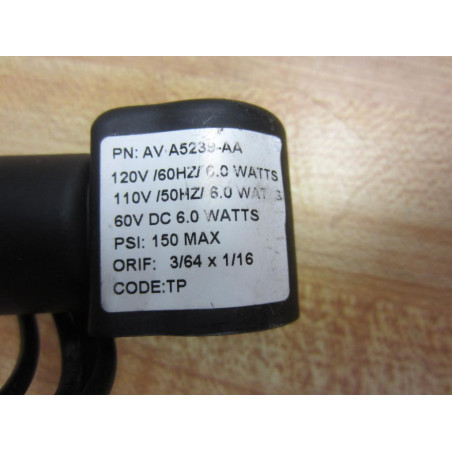 PN: AV A5239-AA
120V /60HZ/ 6.0 WATTS
110V /50HZ/ 6.0 WATTS
60V DC 6.0 WATTS
PSI: 150 MAX
ORIF: 3/64 x 1/16
CODE:TP